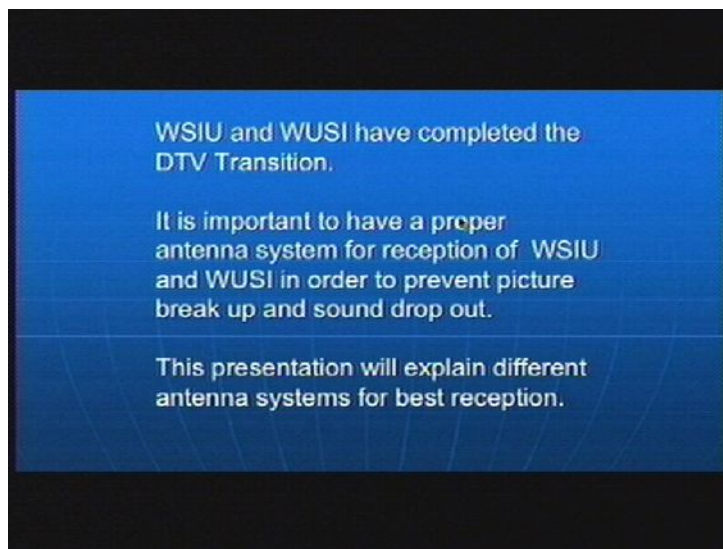 WSIU and WUSI have completed the
DTV Transition.
It is important to have a proper
antenna system for reception of WSIU
and WUSI in order to prevent picture
break up and sound drop out.
This presentation will explain different
antenna systems for best reception.